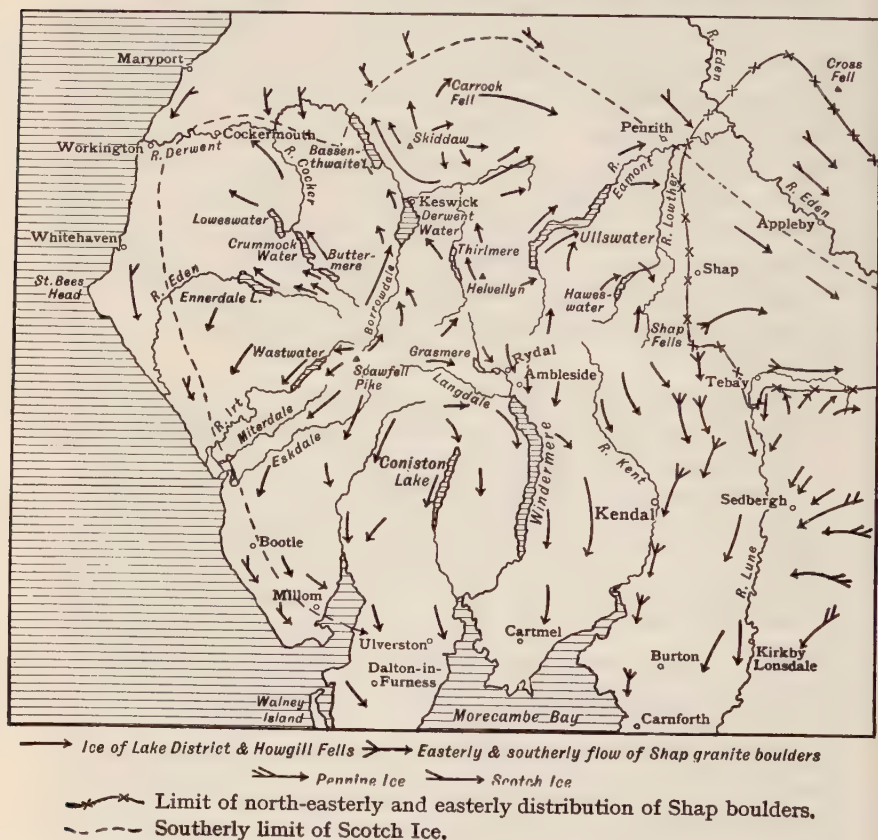 Maryport
R. Eden
Cross
Fell
Carrock
Fell
Workington
R. Derwent
Cockermouth
Skiddaw
Penrith
R. Cocker
Bassen-
thwaite L.
R.
Eamont
Keswick
Derwent
Water
R. Lowther
R. Eden
Appleby
Loweswater
Crummock
Water
Butter-
mere
Thirlmere
Ullswater
Whitehaven
St. Bees
Head
R. Eden
Ennerdale L.
Borrowdale
Helvellyn
Hawes-
water
Shap
Shap
Fells
Wastwater
Scawfell
Pike
Grasmere
Rydal
Ambleside
Tebay
R. Irt
Miterdale
Eskdale
Langdale
Coniston
Lake
Windermere
R. Kent
Kendal
Sedbergh
Bootle
R. Lune
Millom
Ulverston
Cartmel
Burton
Kirkby
Lonsdale
Dalton-in-
Furness
Walney
Island
Morecambe Bay
Carnforth
Ice of Lake District & Howgill Fells Easterly & southerly flow of Shap granite boulders
Pennine Ice Scotch Ice
Limit of north-easterly and easterly distribution of Shap boulders.
Southerly limit of Scotch Ice.